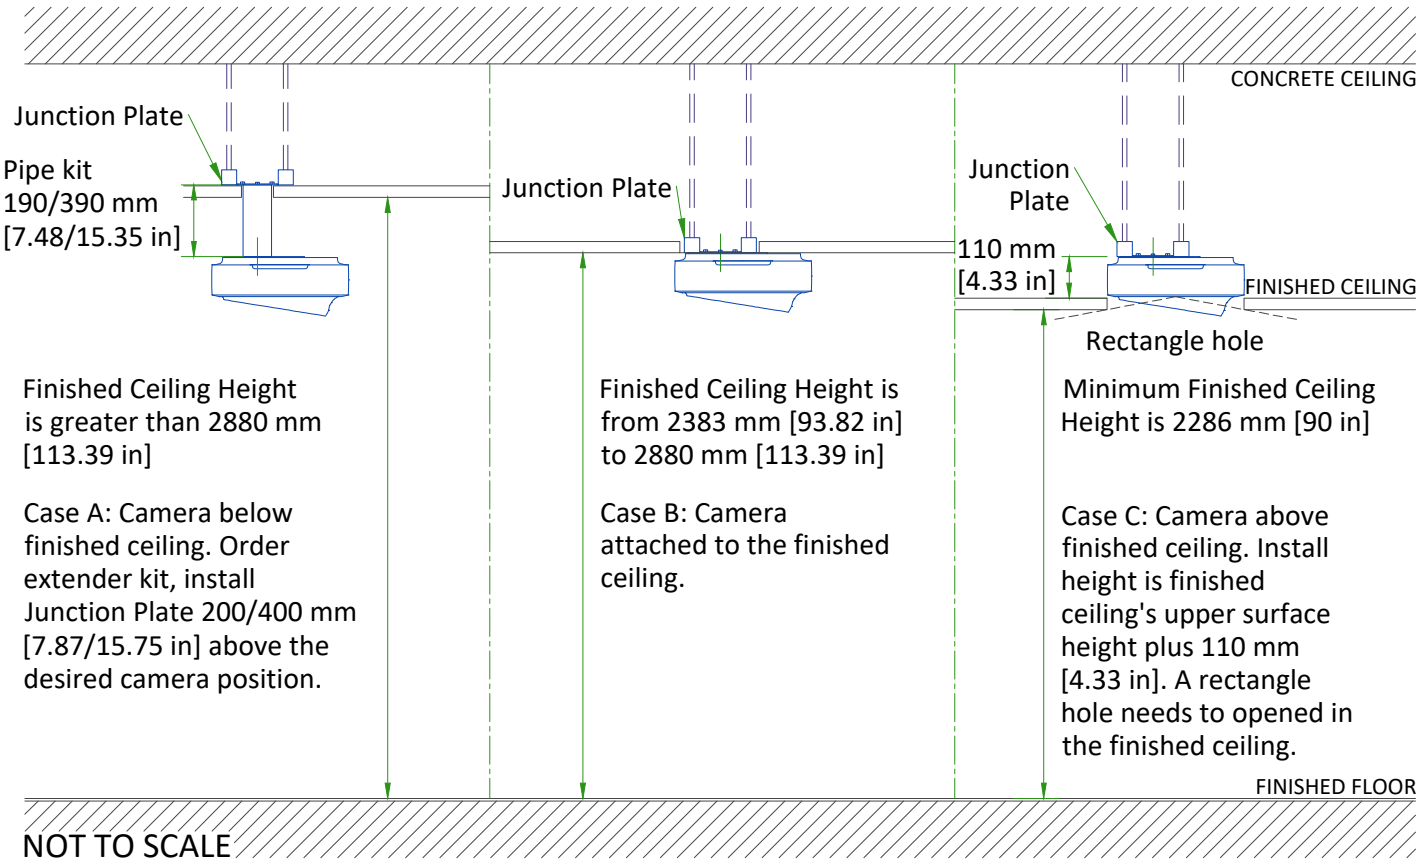 CONCRETE CEILING
Junction Plate
Pipe kit
190/390 mm
[7.48/15.35 in]
Junction Plate
Junction
Plate
110 mm
[4.33 in]
FINISHED CEILING
Rectangle hole
Finished Ceiling Height
is greater than 2880 mm
[113.39 in]
Case A: Camera below
finished ceiling. Order
extender kit, install
Junction Plate 200/400 mm
[7.87/15.75 in] above the
desired camera position.
Finished Ceiling Height is
from 2383 mm [93.82 in]
to 2880 mm [113.39 in]
Case B: Camera
attached to the finished
ceiling.
Minimum Finished Ceiling
Height is 2286 mm [90 in]
Case C: Camera above
finished ceiling. Install
height is finished
ceiling's upper surface
height plus 110 mm
[4.33 in]. A rectangle
hole needs to opened in
the finished ceiling.
FINISHED FLOOR
NOT TO SCALE